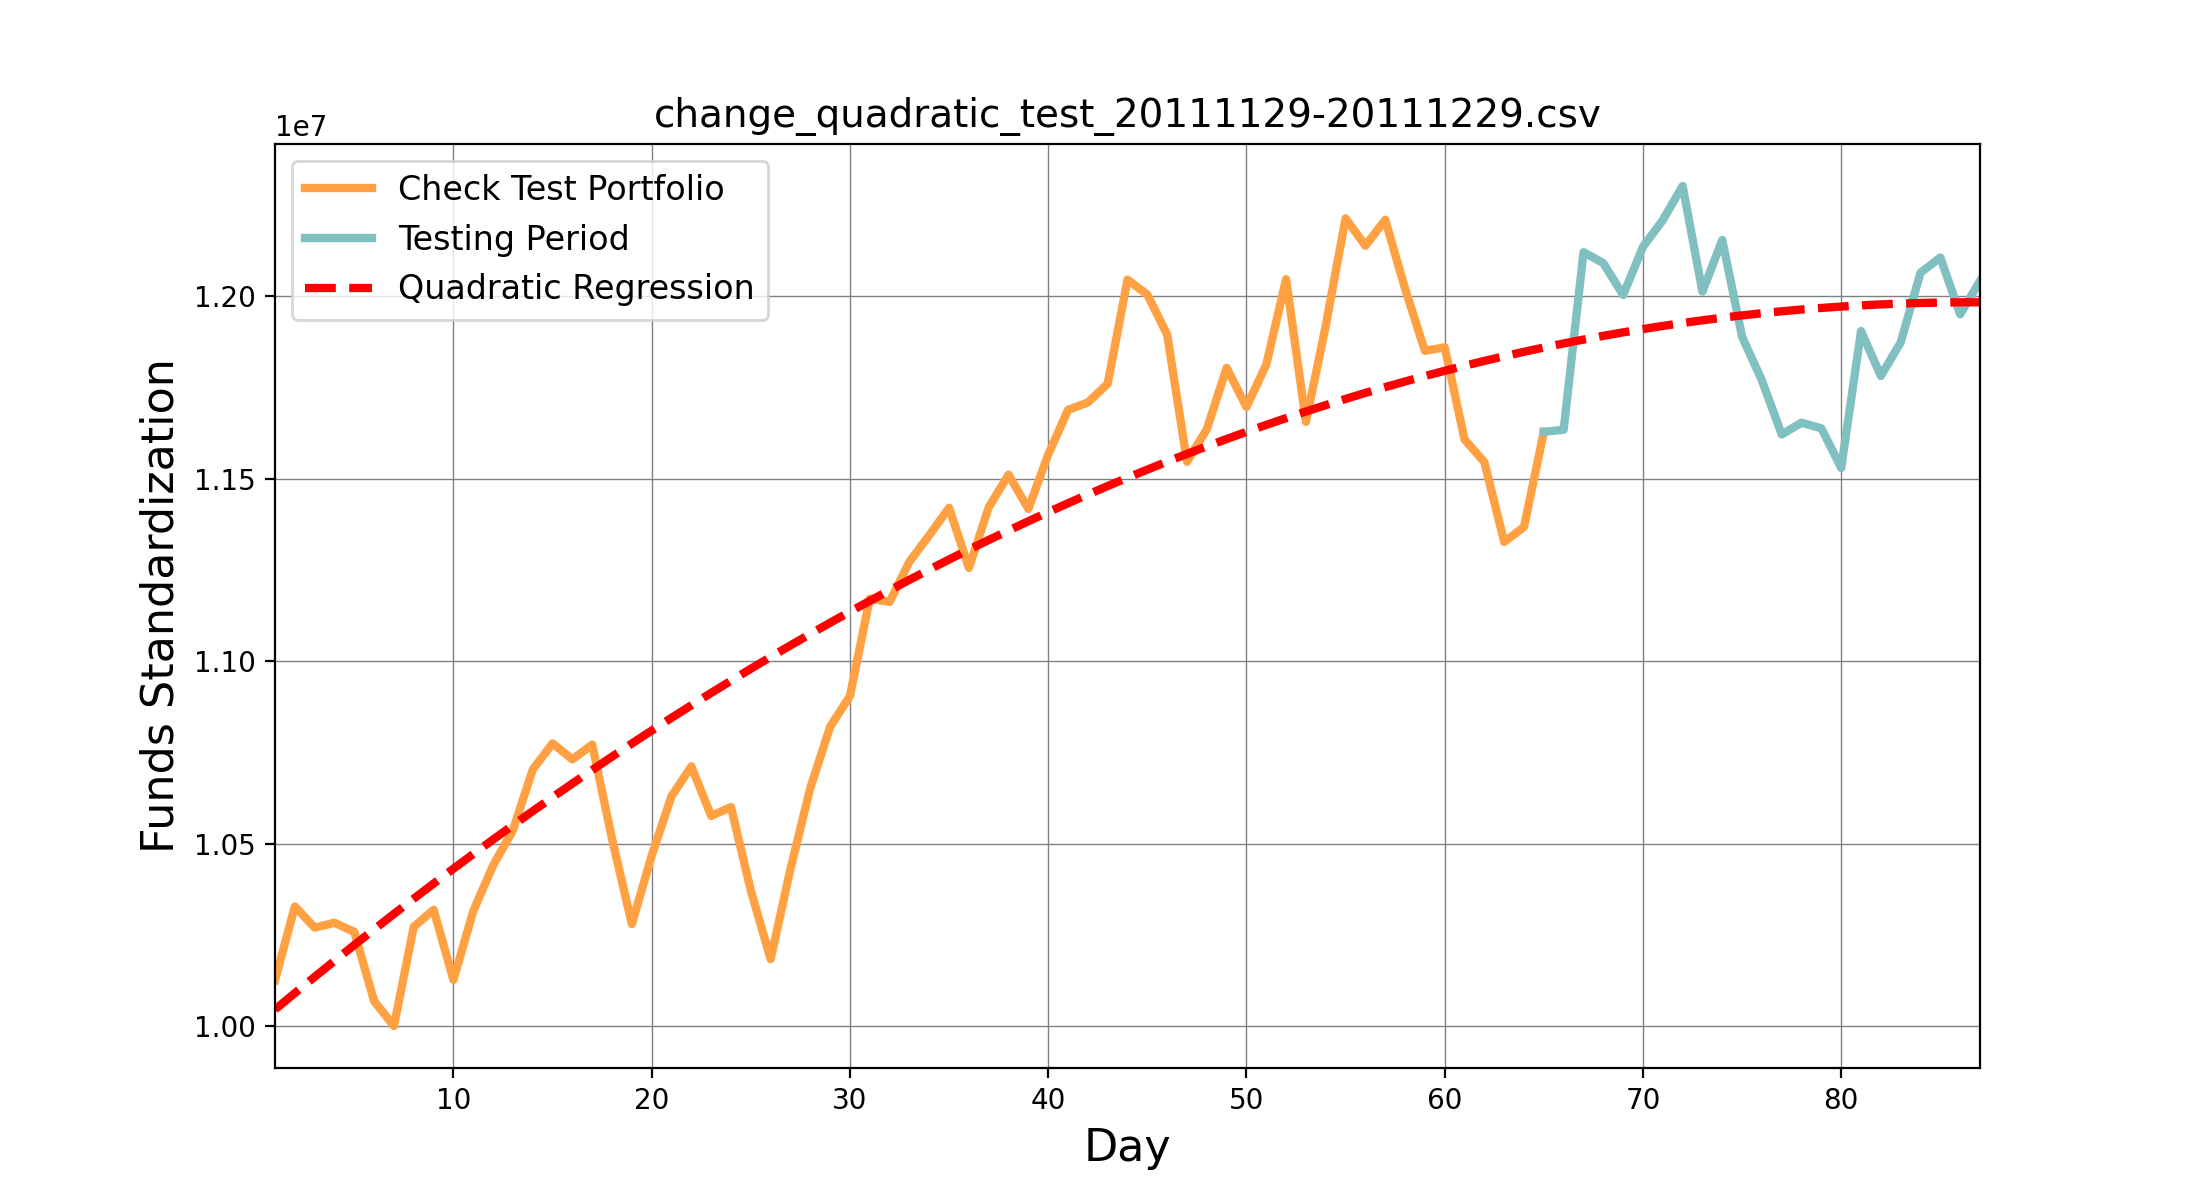 change_quadratic_test_20111129-20111229.csv
1e7
Check Test Portfolio
Testing Period
Quadratic Regression
Funds Standardization
1.20
1.15
1.10
1.05
1.00
10 20 30 40 50 60 70 80
Day